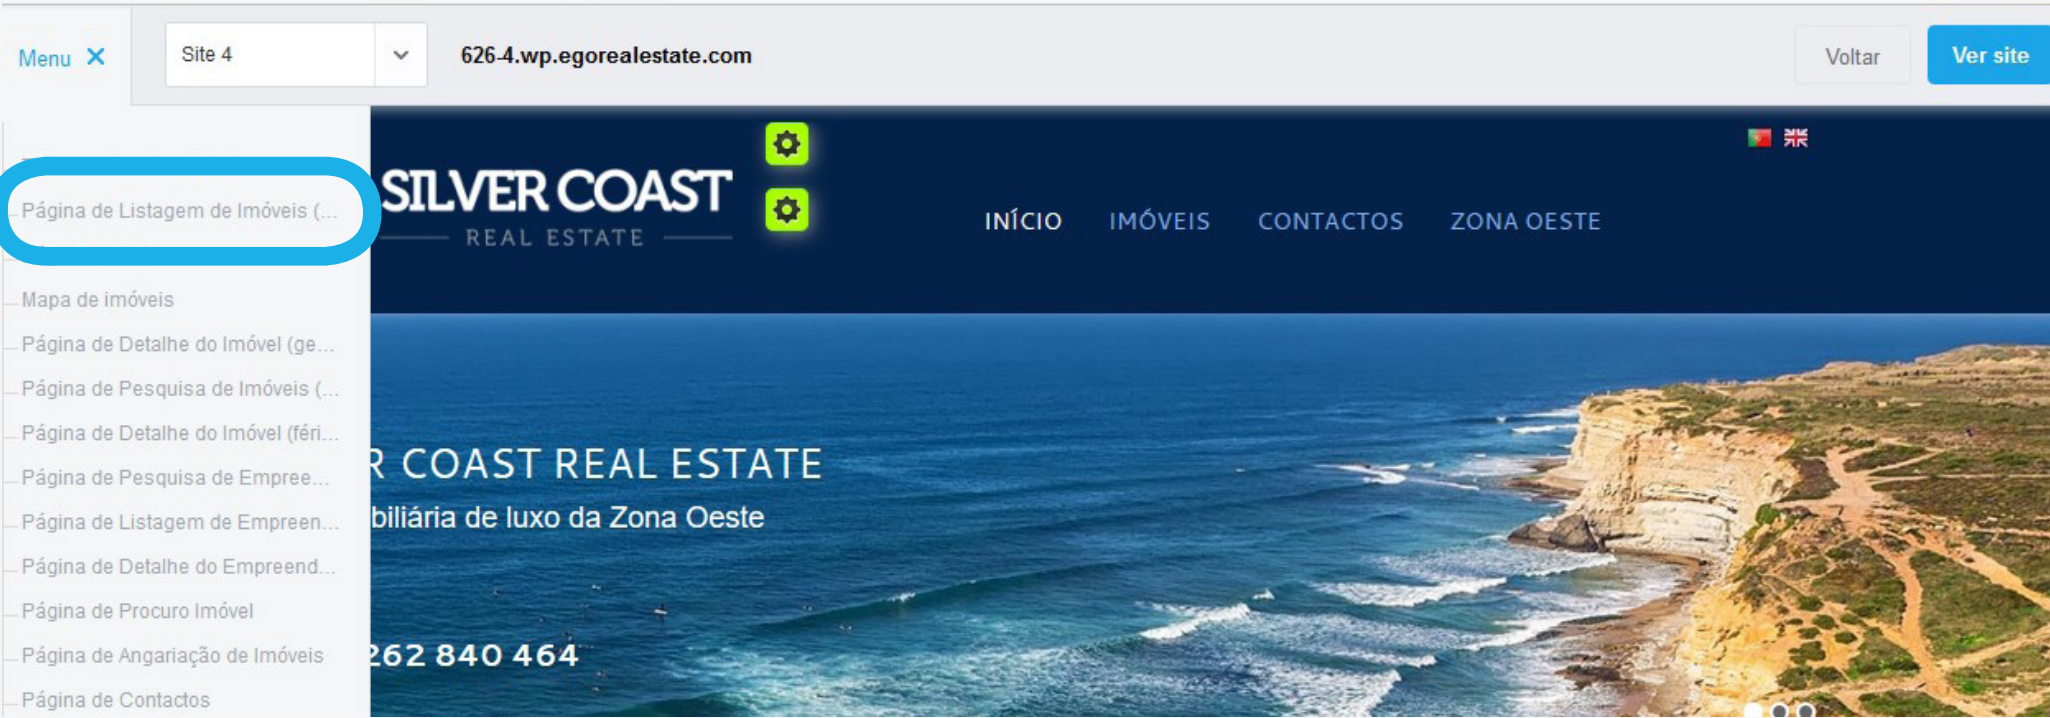 Menu
Site 4
626-4.wp.egorealestate.com
Voltar
Ver site
Página de Listagem de Imóveis (...
Mapa de imóveis
Página de Detalhe do Imóvel (ge...
Página de Pesquisa de Imóveis (...
Página de Detalhe do Imóvel (féri...
Página de Pesquisa de Empree...
Página de Listagem de Empreen...
Página de Detalhe do Empreend...
Página de Procuro Imóvel
Página de Angariação de Imóveis
Página de Contactos
SILVER COAST
REAL ESTATE
INÍCIO
IMÓVEIS
CONTACTOS
ZONA OESTE
R COAST REAL ESTATE
biliária de luxo da Zona Oeste
262 840 464